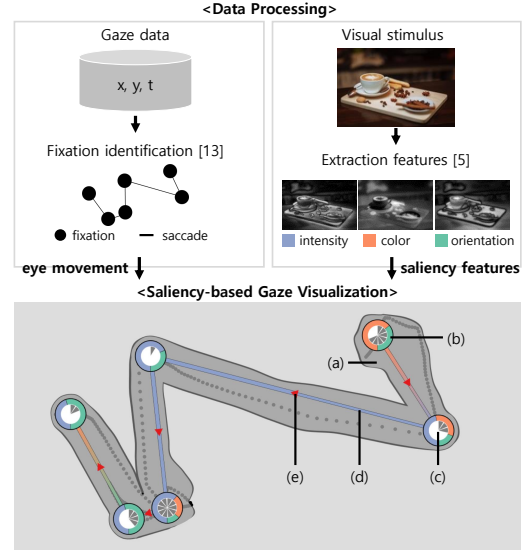 <Data Processing>
Gaze data
x, y, t
Fixation identification [13]
fixation
saccade
eye movement
Visual stimulus
Extraction features [5]
intensity
color
orientation
saliency features
<Saliency-based Gaze Visualization>
(b)
(a)
(e)
(d)
(c)